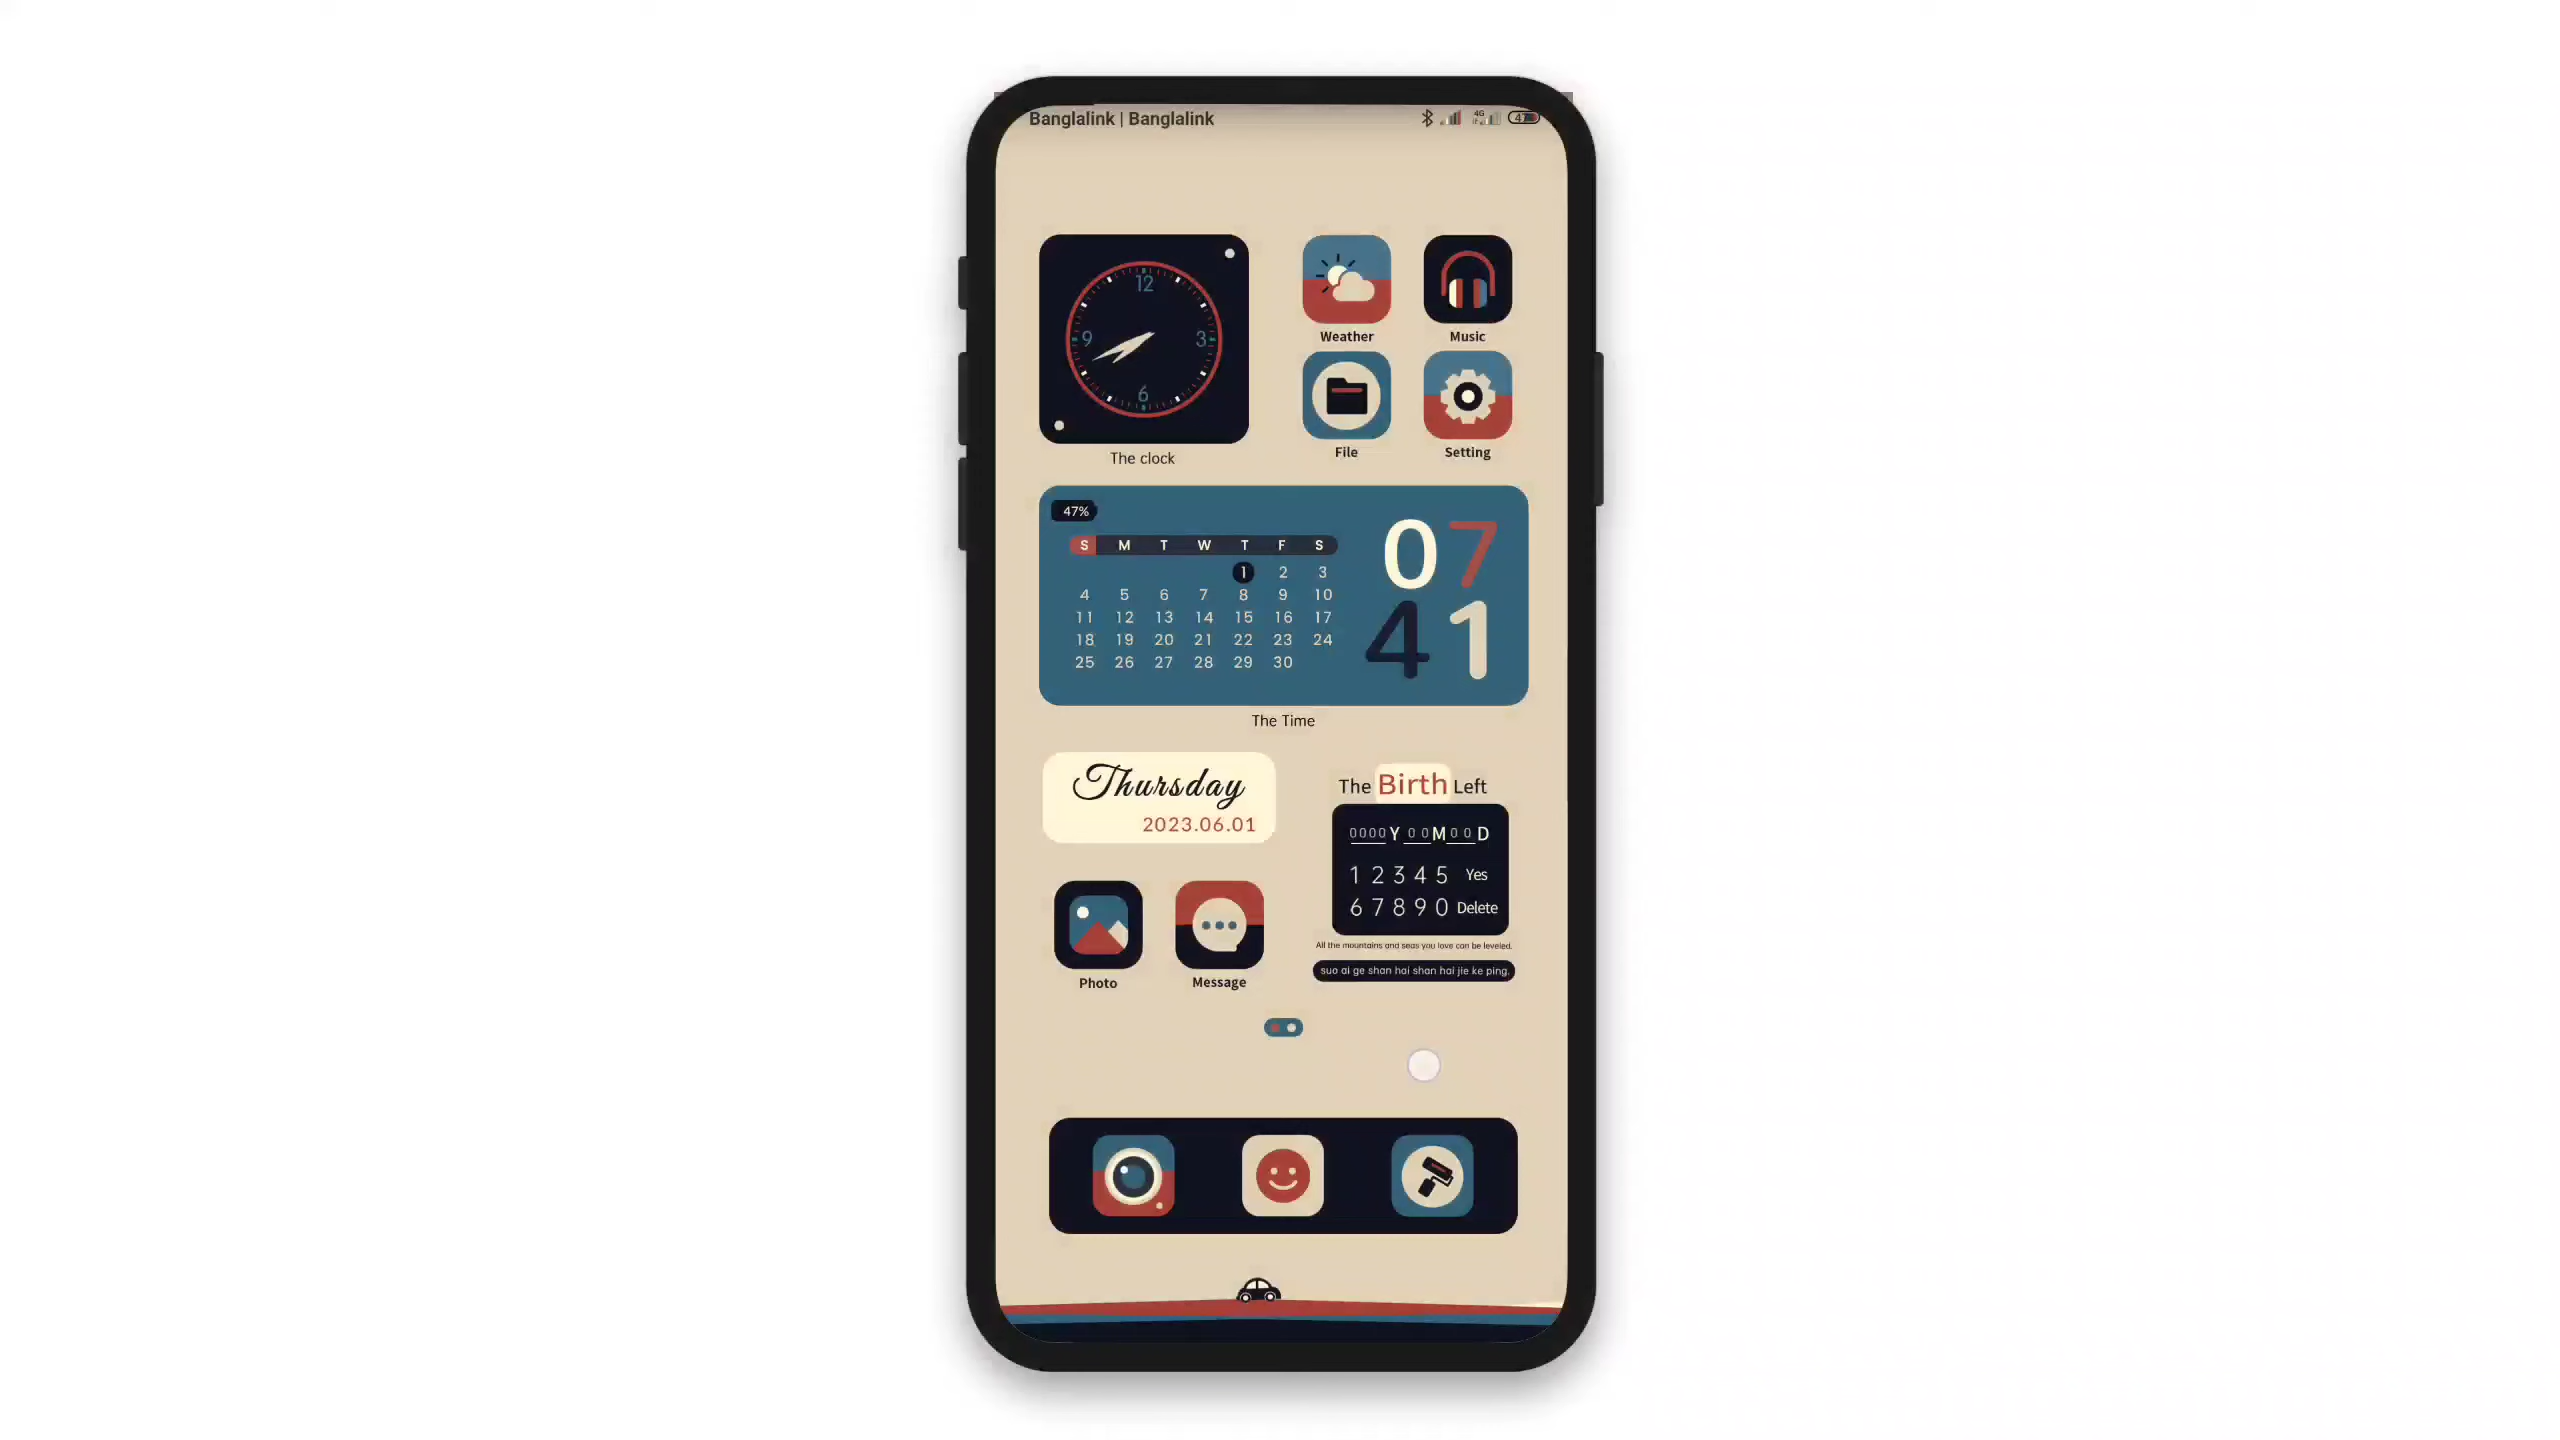 Banglalink | Banglalink
4G
47
12
9
3
6
The clock
Weather
Music
File
Setting
47%
S M T W T F S
1 2 3
4 5 6 7 8 9 10
11 12 13 14 15 16 17
18 19 20 21 22 23 24
25 26 27 28 29 30
07
41
The Time
Thursday
2023.06.01
The Birth Left
0000Y 00M00D
1 2 3 4 5 Yes
6 7 8 9 0 Delete
All the mountains and seas you love can be leveled.
suo ai ge shan hai shan hai jie ke ping.
Photo
Message